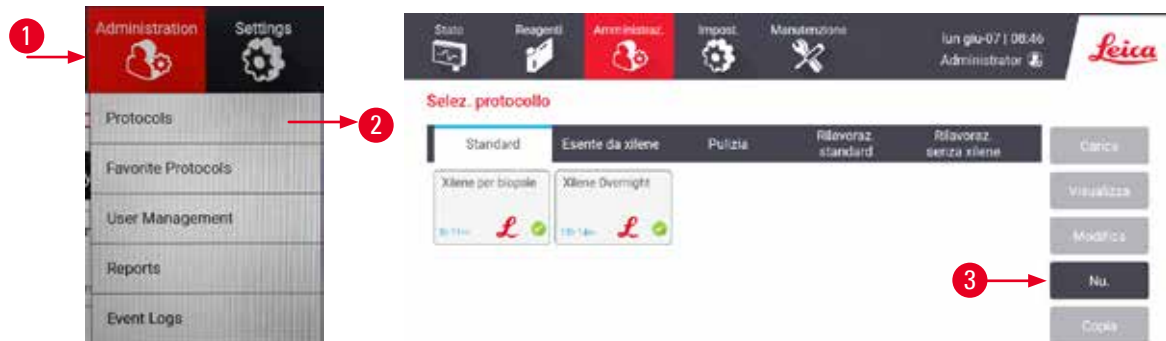 1
Administration Settings
Protocols
2
Favorite Protocols
User Management
Reports
Event Logs
Stato Reagenti Amministraz. Impost. Manutenzione
lun giu-07 | 08:46
Administrator
Leica
Selez. protocollo
Standard Esente da xilene Pulizia Rilavoraz. standard Rilavoraz. senza xilene
Carica
Xilene per biopsie Xilene Overnight
L L
Visualizza
Modifica
3
Nu.
Copia